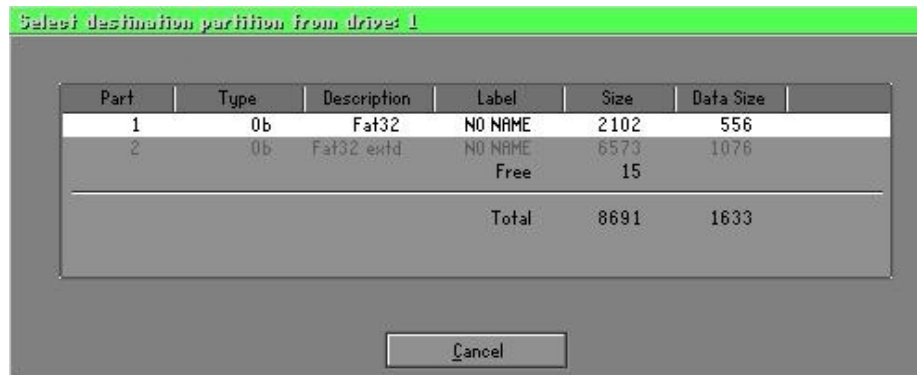 Select destination partition from drive: 1
Part Type Description Label Size Data Size
1 0b Fat32 NO NAME 2102 556
2 0b Fat32 extd NO NAME 6573 1076
Free 15
Total 8691 1633
Cancel